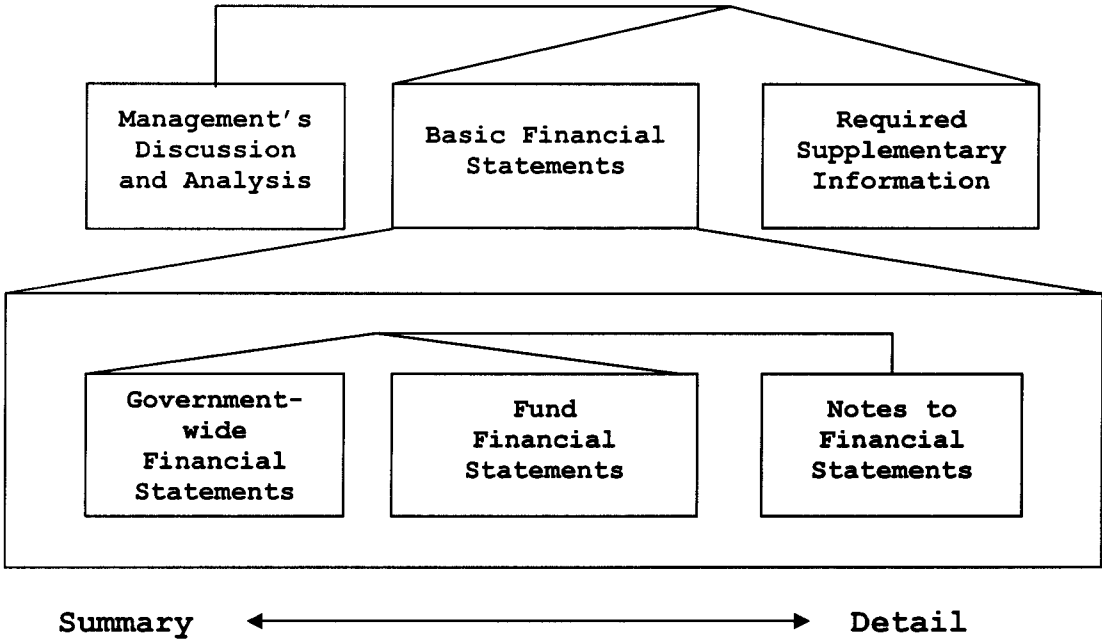 Management's
Discussion
and Analysis
Basic Financial
Statements
Required
Supplementary
Information
Government-
wide
Financial
Statements
Fund
Financial
Statements
Notes to
Financial
Statements
Summary
Detail